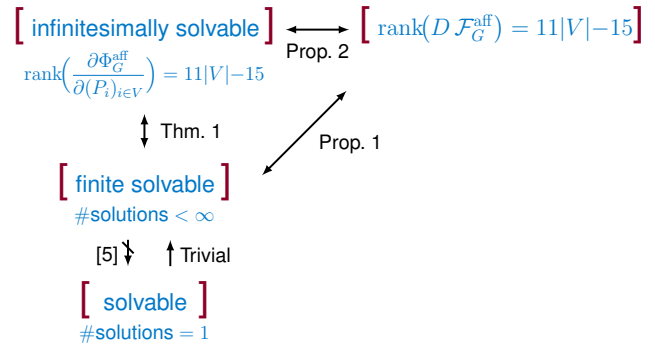 [ infinitesimally solvable ]
Prop. 2
[ rank(D 𝓕_G^aff) = 11|V|−15 ]
rank(∂Φ_G^aff / ∂(P_i)_{i∈V}) = 11|V|−15
Thm. 1
Prop. 1
[ finite solvable ]
#solutions < ∞
[5]
Trivial
[ solvable ]
#solutions = 1